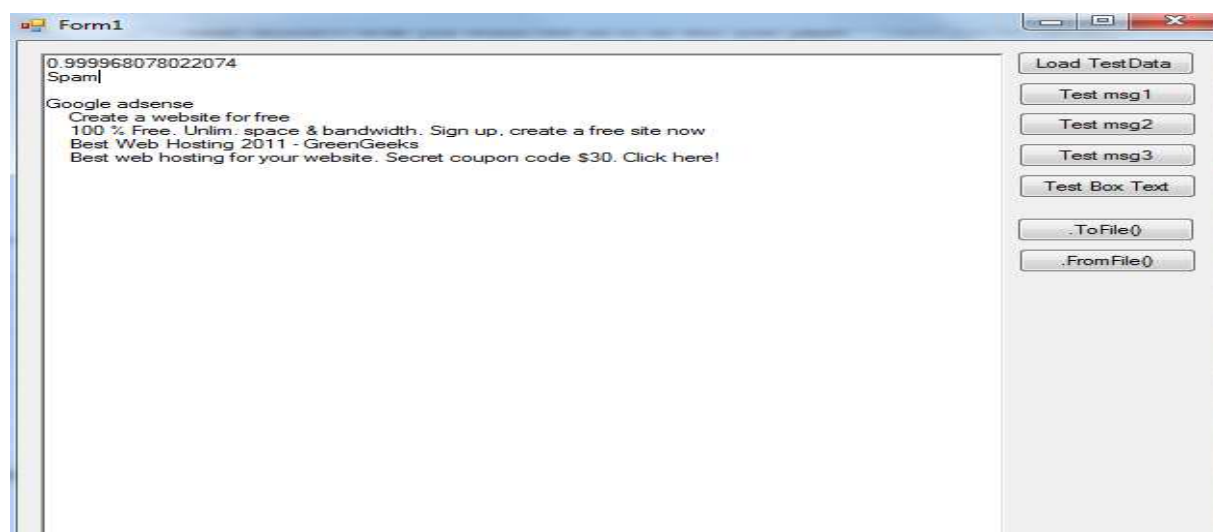 Form1
0.9999968078022074
Spam
Google adsense
Create a website for free
100 % Free. Unlim. space & bandwidth. Sign up, create a free site now
Best Web Hosting 2011 - GreenGeeks
Best web hosting for your website. Secret coupon code $30. Click here!
Load TestData
Test msg1
Test msg2
Test msg3
Test Box Text
.ToFile()
.FromFile()